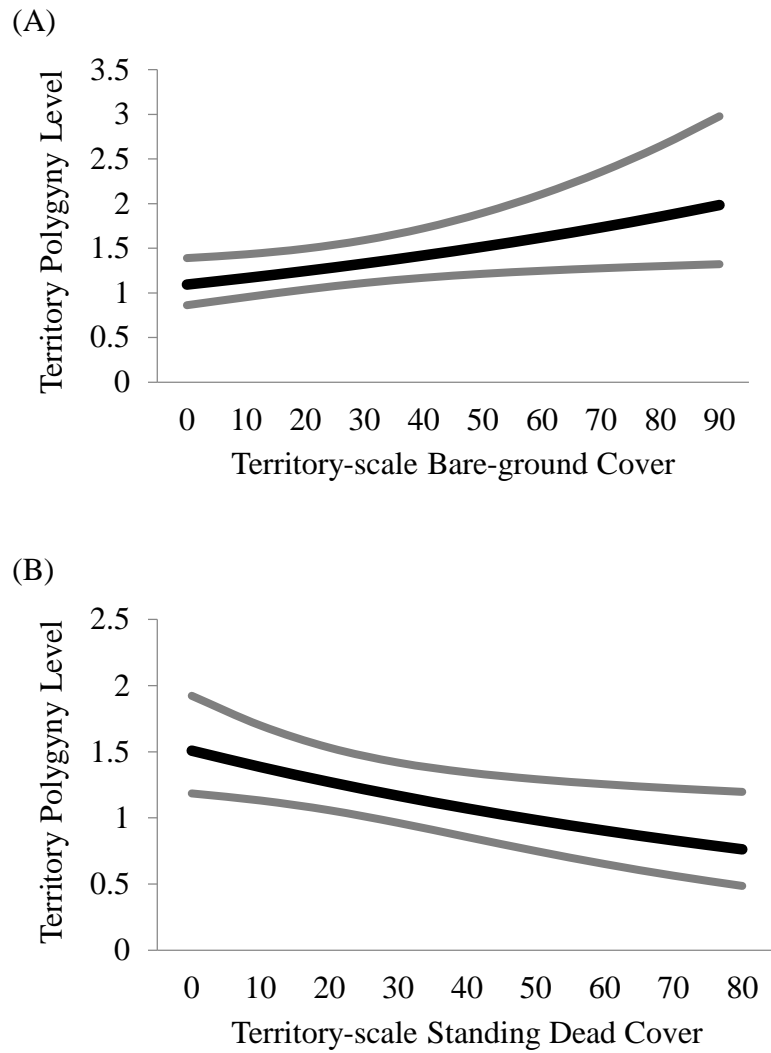 (A)
Territory Polygyny Level
3.5
3
2.5
2
1.5
1
0.5
0
0 10 20 30 40 50 60 70 80 90
Territory-scale Bare-ground Cover
(B)
Territory Polygyny Level
2.5
2
1.5
1
0.5
0
0 10 20 30 40 50 60 70 80
Territory-scale Standing Dead Cover